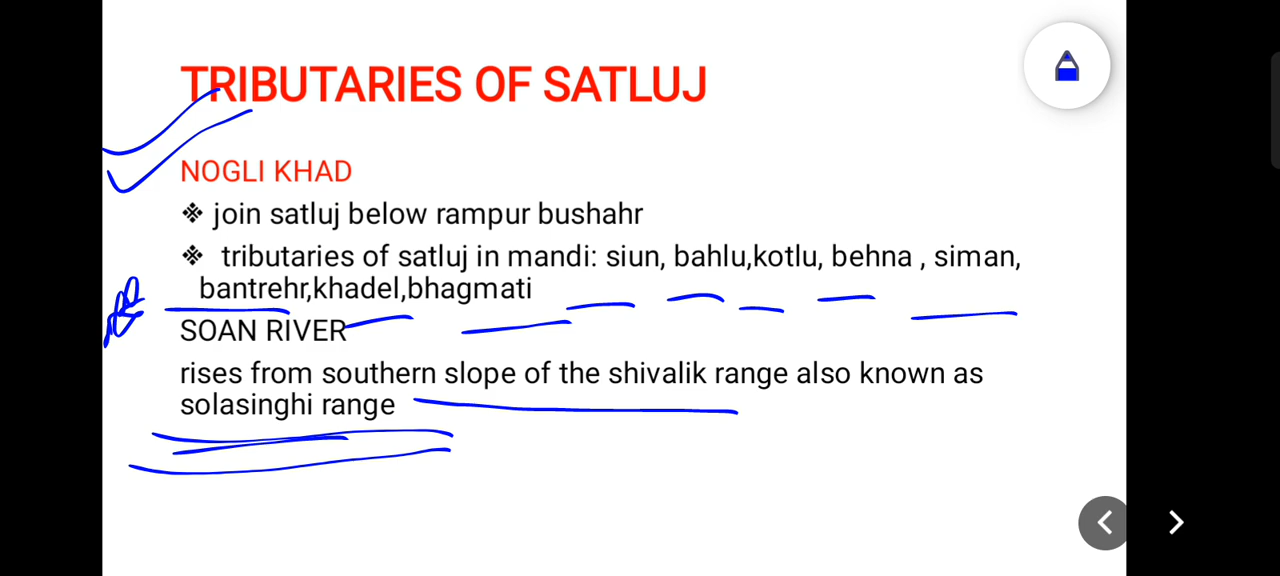 TRIBUTARIES OF SATLUJ
NOGLI KHAD
❖ join satluj below rampur bushahr
❖ tributaries of satluj in mandi: siun, bahlu,kotlu, behna , siman,
bantrehr,khadel,bhagmati
SOAN RIVER
rises from southern slope of the shivalik range also known as
solasinghi range